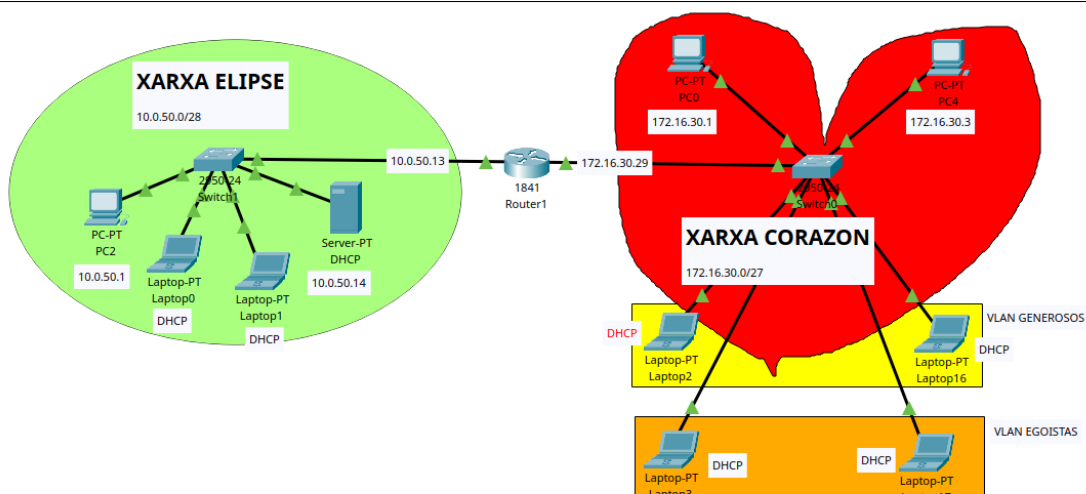 XARXA ELIPSE
10.0.50.0/28
10.0.50.13
2950-24
Switch1
PC-PT
PC2
10.0.50.1
Laptop-PT
Laptop0
DHCP
Laptop-PT
Laptop1
DHCP
Server-PT
DHCP
10.0.50.14
1841
Router1
172.16.30.29
PC-PT
PC0
172.16.30.1
PC-PT
PC4
172.16.30.3
2950-24
Switch0
XARXA CORAZON
172.16.30.0/27
VLAN GENEROSOS
DHCP
Laptop-PT
Laptop2
Laptop-PT
Laptop16
DHCP
VLAN EGOISTAS
Laptop-PT
Laptop3
DHCP
DHCP
Laptop-PT